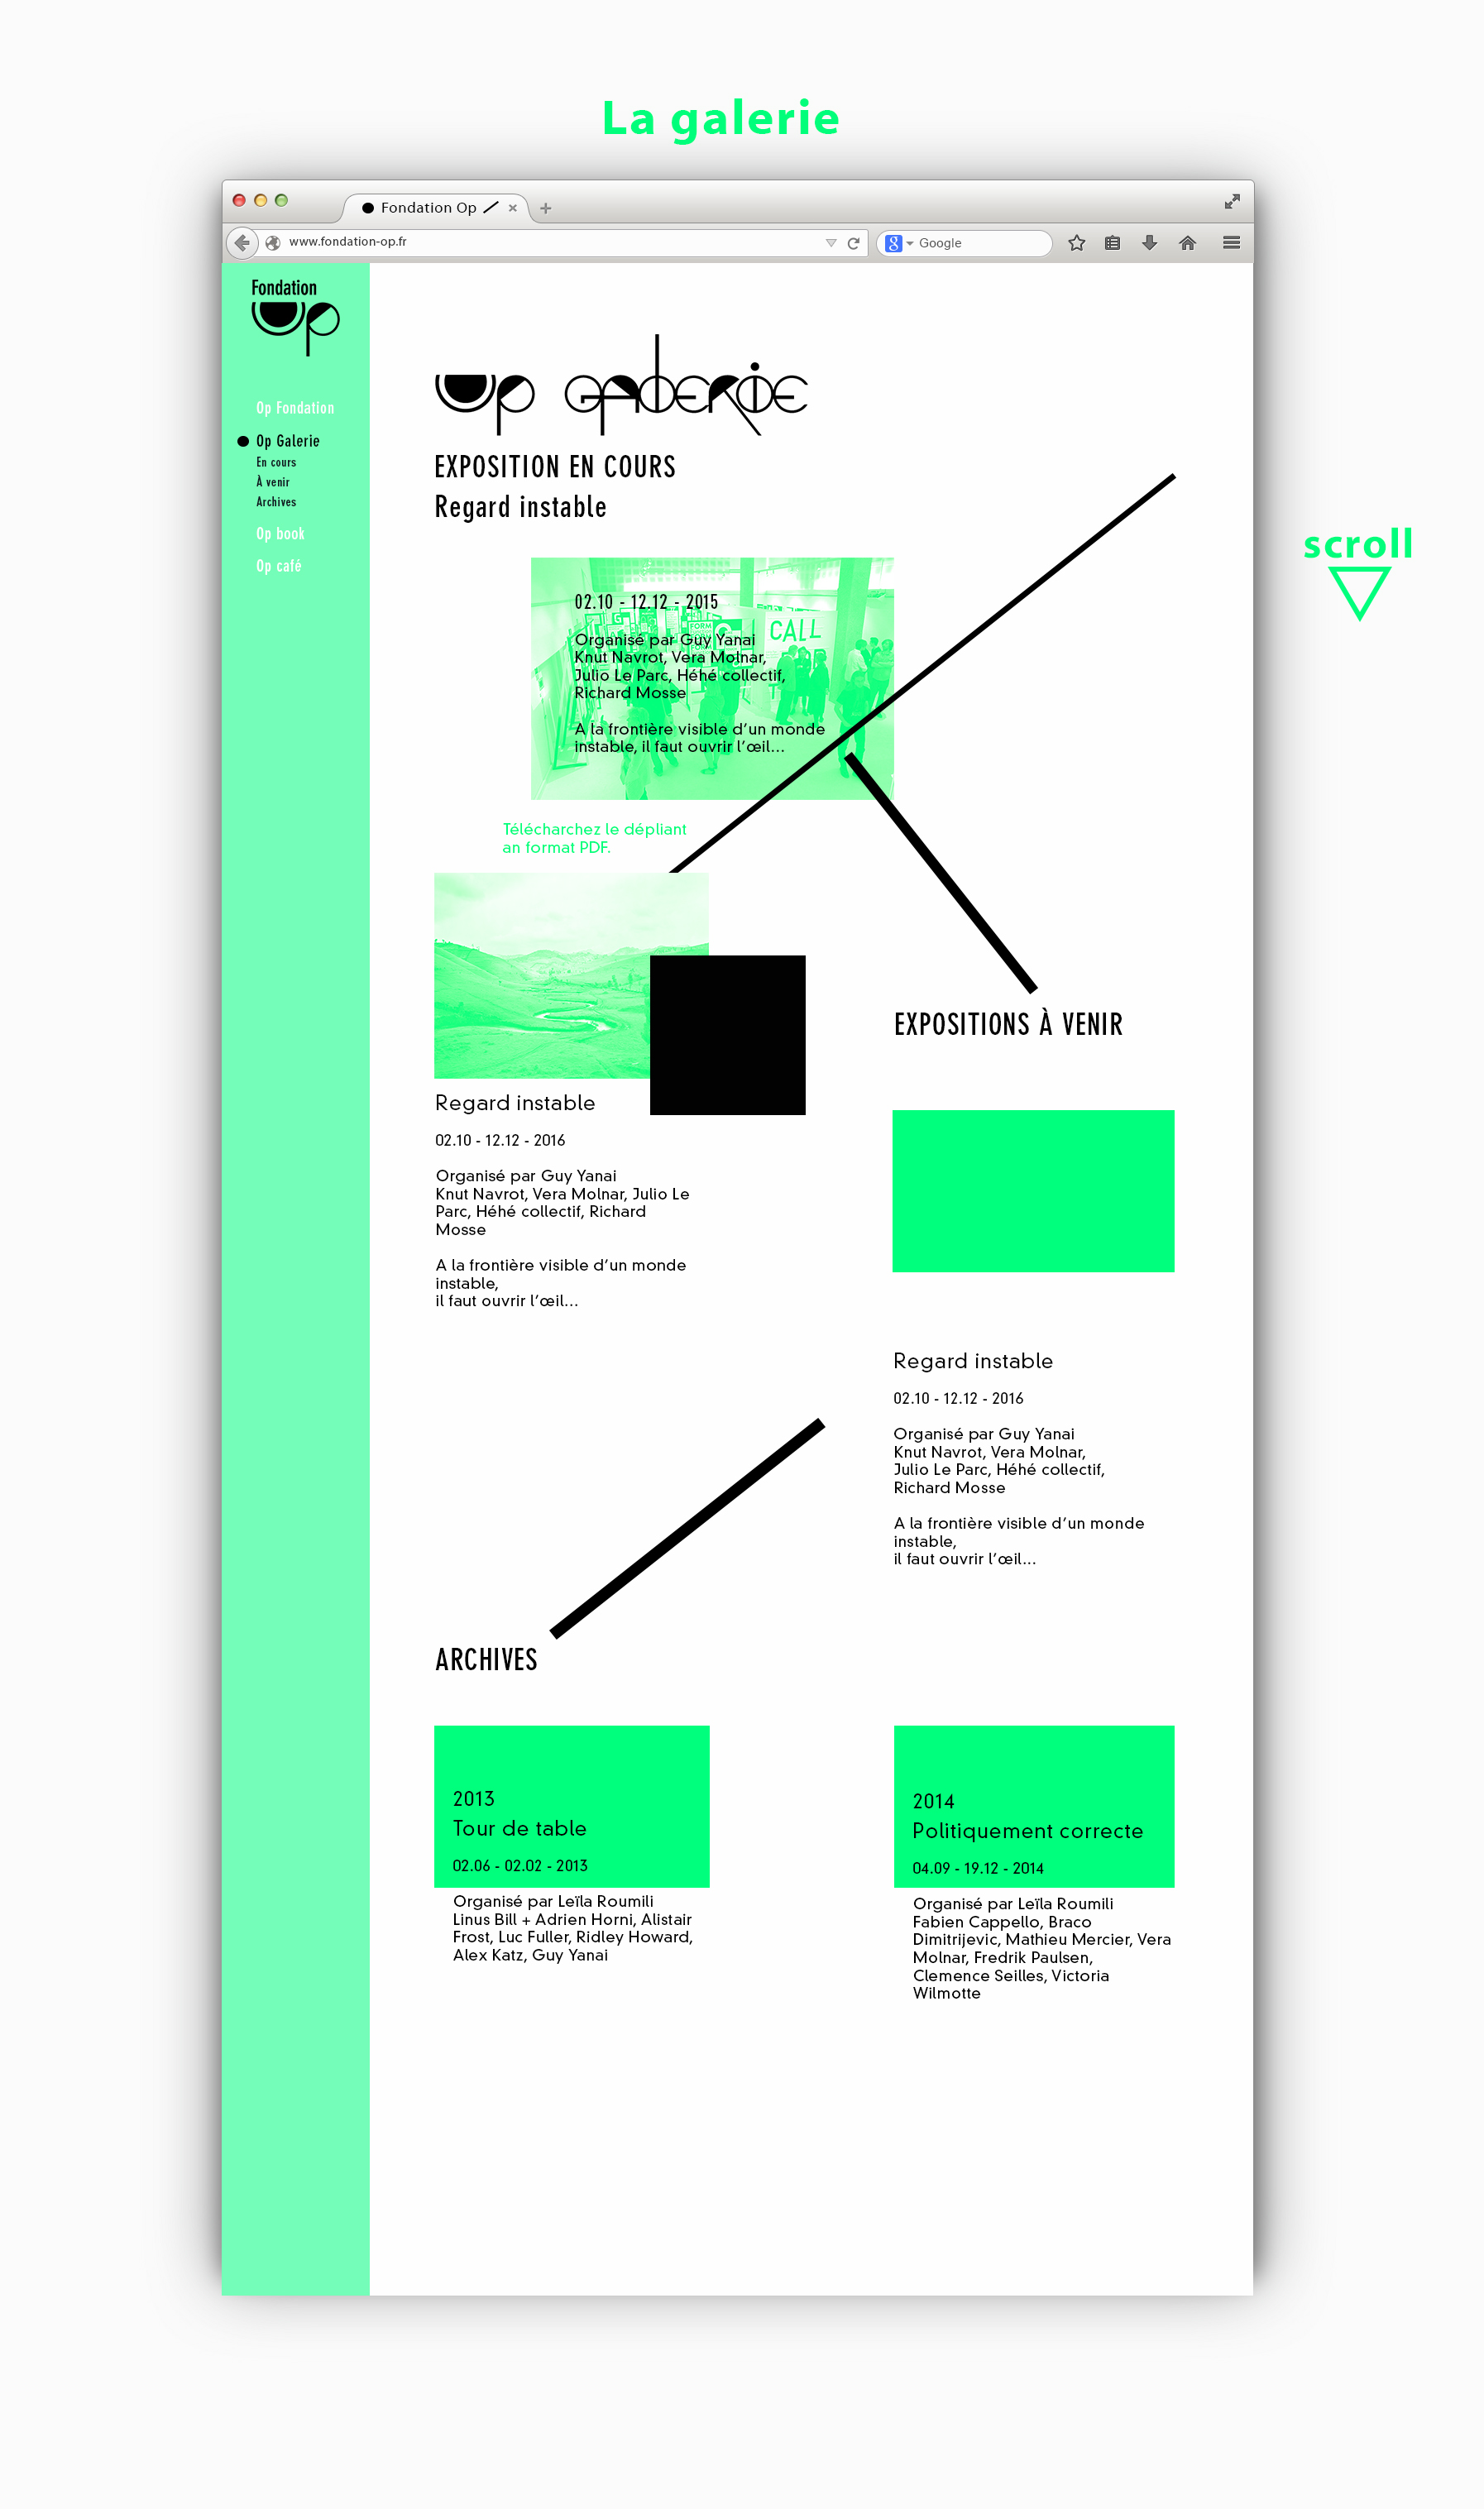 La galerie
Fondation Op
www.fondation-op.fr
Google
Fondation
Op
Op Fondation
Op Galerie
En cours
À venir
Archives
Op book
Op café
Op GALERIE
EXPOSITION EN COURS
Regard instable
scroll
02.10 - 12.12 - 2015
Organisé par Guy Yanai
Knut Navrot, Vera Molnar,
Julio Le Parc, Héhé collectif,
Richard Mosse
A la frontière visible d’un monde
instable, il faut ouvrir l’œil...
CALL
FORM
Télécharchez le dépliant
an format PDF.
Regard instable
02.10 - 12.12 - 2016
Organisé par Guy Yanai
Knut Navrot, Vera Molnar, Julio Le
Parc, Héhé collectif, Richard
Mosse
A la frontière visible d’un monde
instable,
il faut ouvrir l’œil...
EXPOSITIONS À VENIR
Regard instable
02.10 - 12.12 - 2016
Organisé par Guy Yanai
Knut Navrot, Vera Molnar,
Julio Le Parc, Héhé collectif,
Richard Mosse
A la frontière visible d’un monde
instable,
il faut ouvrir l’œil...
ARCHIVES
2013
Tour de table
02.06 - 02.02 - 2013
Organisé par Leïla Roumili
Linus Bill + Adrien Horni, Alistair
Frost, Luc Fuller, Ridley Howard,
Alex Katz, Guy Yanai
2014
Politiquement correcte
04.09 - 19.12 - 2014
Organisé par Leïla Roumili
Fabien Cappello, Braco
Dimitrijevic, Mathieu Mercier, Vera
Molnar, Fredrik Paulsen,
Clemence Seilles, Victoria
Wilmotte